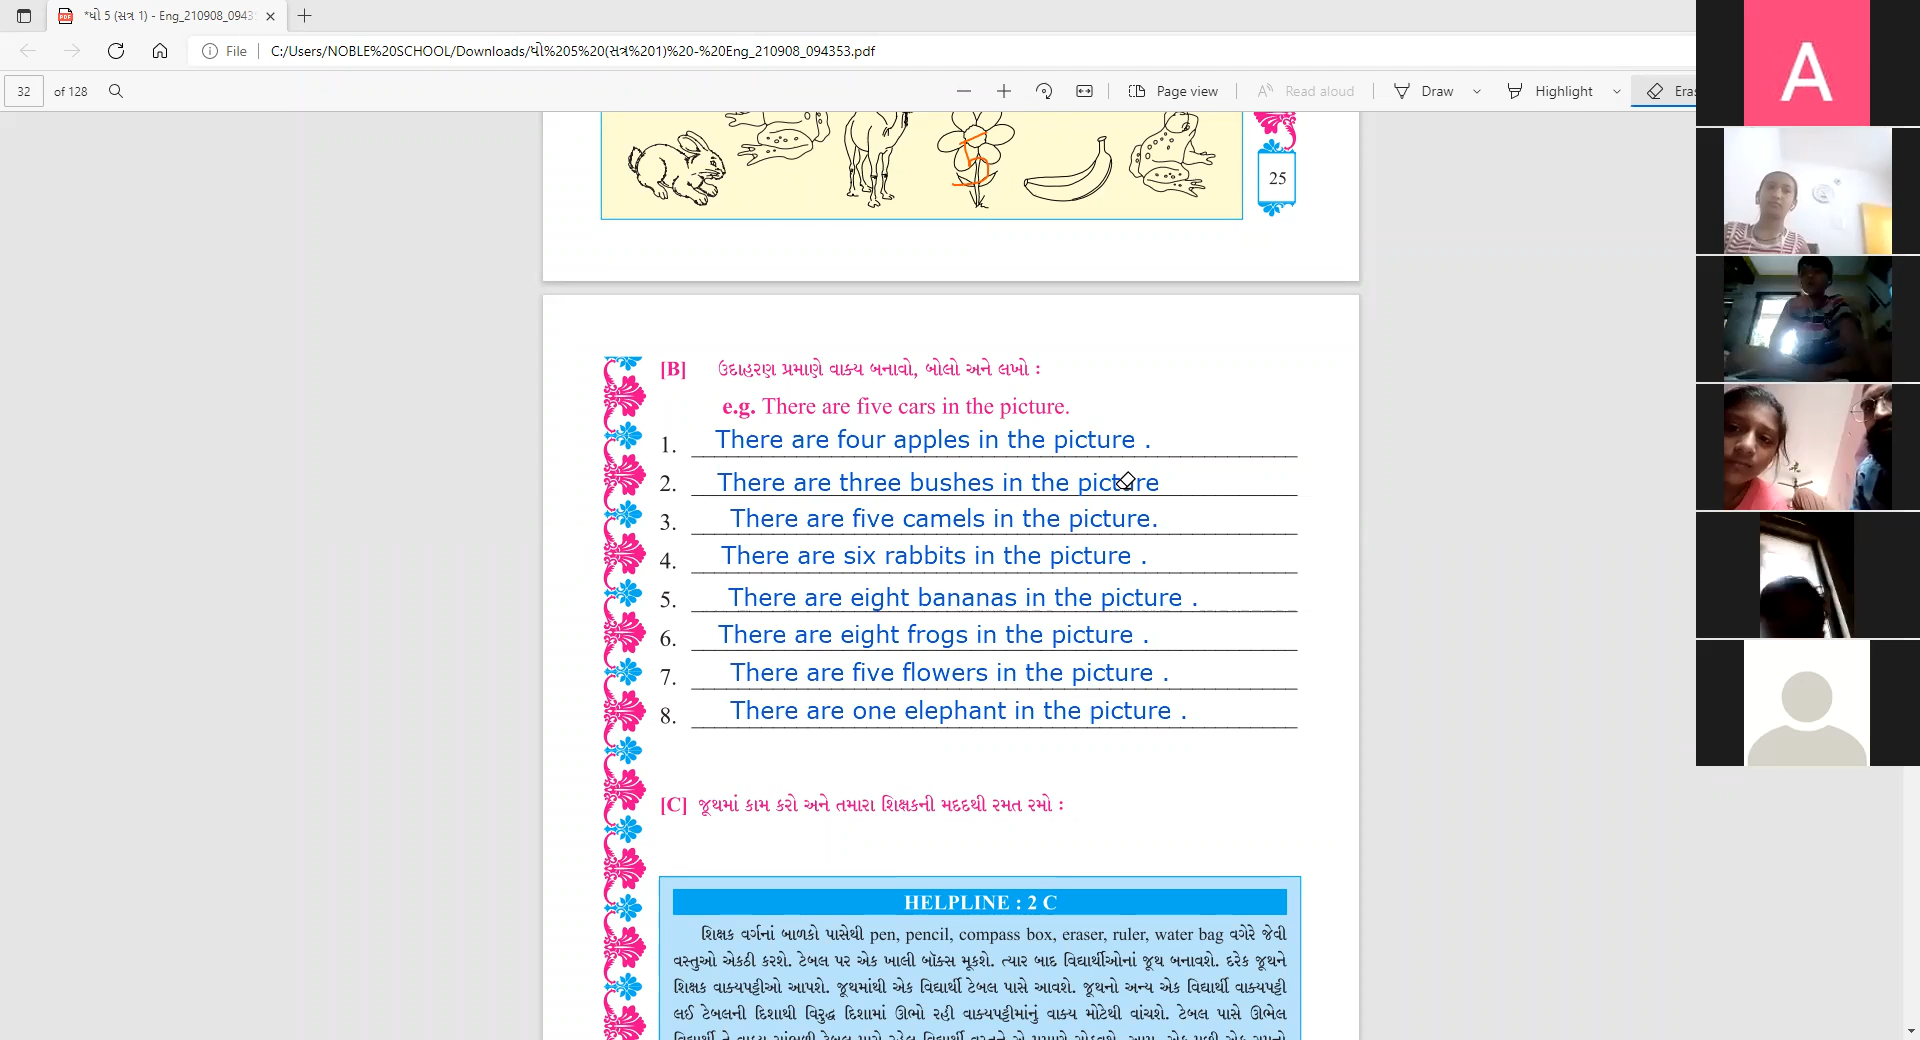 *ધો 5 (સત્ર 1) - Eng_210908_0943
File
C:/Users/NOBLE%20SCHOOL/Downloads/ધો%205%20(સત્ર%201)%20-%20Eng_210908_094353.pdf
32 of 128
Page view
Read aloud
Draw
Highlight
Eras
A
5
25
[B] ઉદાહરણ પ્રમાણે વાક્ય બનાવો, બોલો અને લખો :
e.g. There are five cars in the picture.
1. There are four apples in the picture .
2. There are three bushes in the picture
3. There are five camels in the picture.
4. There are six rabbits in the picture .
5. There are eight bananas in the picture .
6. There are eight frogs in the picture .
7. There are five flowers in the picture .
8. There are one elephant in the picture .
[C] જૂથમાં કામ કરો અને તમારા શિક્ષકની મદદથી રમત રમો :
HELPLINE : 2 C
શિક્ષક વર્ગનાં બાળકો પાસેથી pen, pencil, compass box, eraser, ruler, water bag વગેરે જેવી
વસ્તુઓ એકઠી કરશે. ટેબલ પર એક ખાલી બૉક્સ મૂકશે. ત્યાર બાદ વિદ્યાર્થીઓનાં જૂથ બનાવશે. દરેક જૂથને
શિક્ષક વાક્યપટ્ટીઓ આપશે. જૂથમાંથી એક વિદ્યાર્થી ટેબલ પાસે આવશે. જૂથનો અન્ય એક વિદ્યાર્થી વાક્યપટ્ટી
લઈ ટેબલની દિશાથી વિરુદ્ધ દિશામાં ઊભો રહી વાક્યપટ્ટીમાંનું વાક્ય મોટેથી વાંચશે. ટેબલ પાસે ઊભેલ